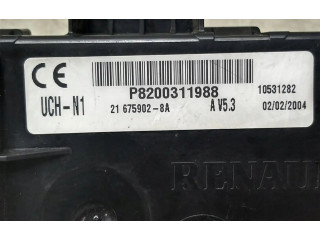 CE
P8200311988
10531282
UCH-N1
21 675902-8A
A V5.3
02/02/2004
RENAU